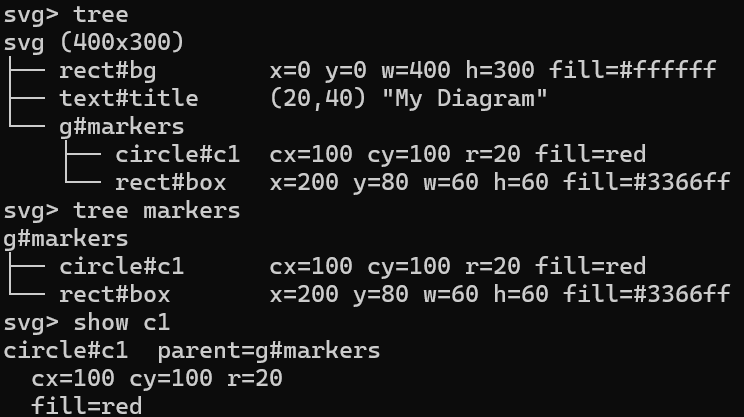 svg> tree
svg (400x300)
├── rect#bg        x=0 y=0 w=400 h=300 fill=#ffffff
├── text#title     (20,40) "My Diagram"
└── g#markers
    ├── circle#c1  cx=100 cy=100 r=20 fill=red
    └── rect#box   x=200 y=80 w=60 h=60 fill=#3366ff
svg> tree markers
g#markers
├── circle#c1      cx=100 cy=100 r=20 fill=red
└── rect#box       x=200 y=80 w=60 h=60 fill=#3366ff
svg> show c1
circle#c1  parent=g#markers
  cx=100 cy=100 r=20
  fill=red